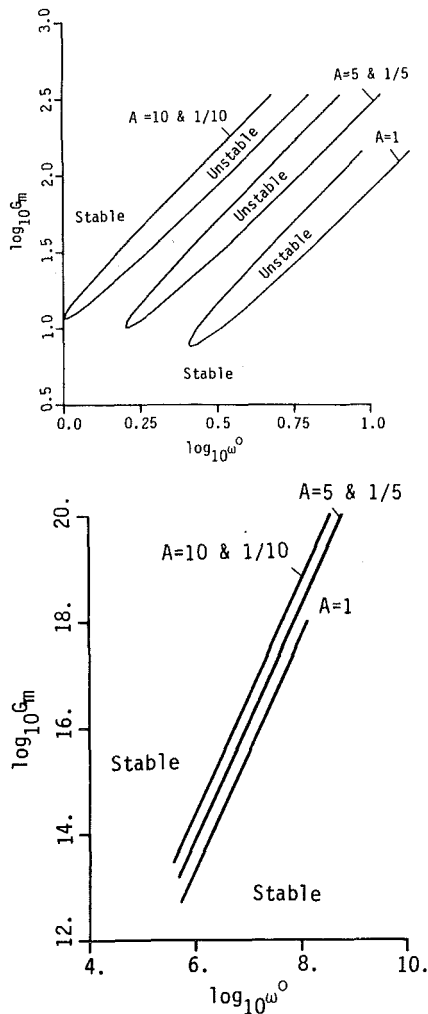 3.0
2.5
2.0
1.5
1.0
0.5
log10Gm
A=5 & 1/5
A =10 & 1/10
A=1
Unstable
Unstable
Unstable
Stable
Stable
0.0 0.25 0.5 0.75 1.0
log10ωº
20.
18.
16.
14.
12.
log10Gm
A=5 & 1/5
A=10 & 1/10
A=1
Stable
Stable
4. 6. 8. 10.
log10ωº